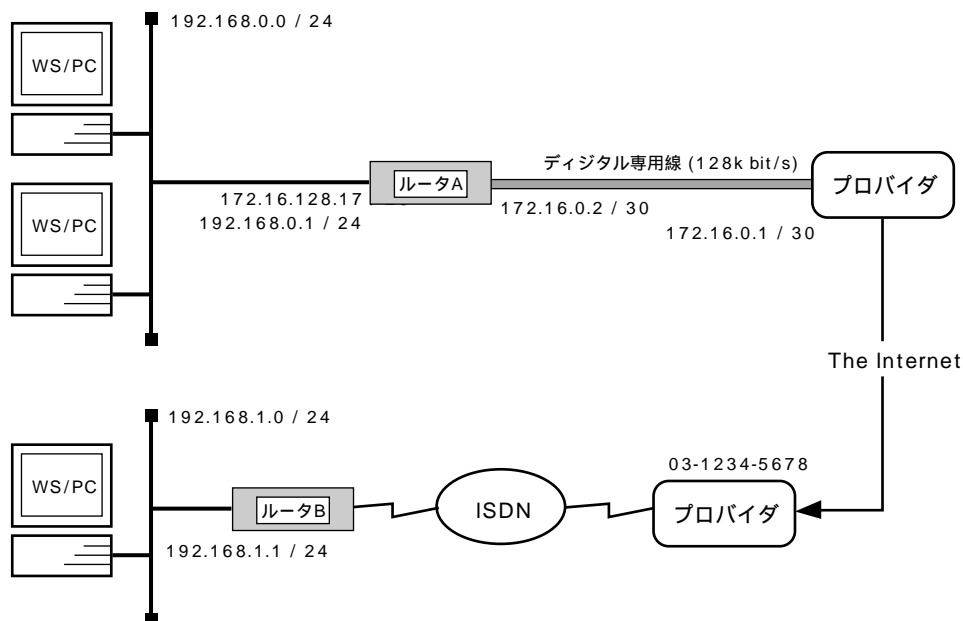 192.168.0.0 / 24
WS/PC
ディジタル専用線 (128k bit/s)
ルータA
プロバイダ
172.16.128.17
192.168.0.1 / 24
172.16.0.2 / 30
172.16.0.1 / 30
WS/PC
The Internet
192.168.1.0 / 24
WS/PC
03-1234-5678
ルータB
ISDN
プロバイダ
192.168.1.1 / 24